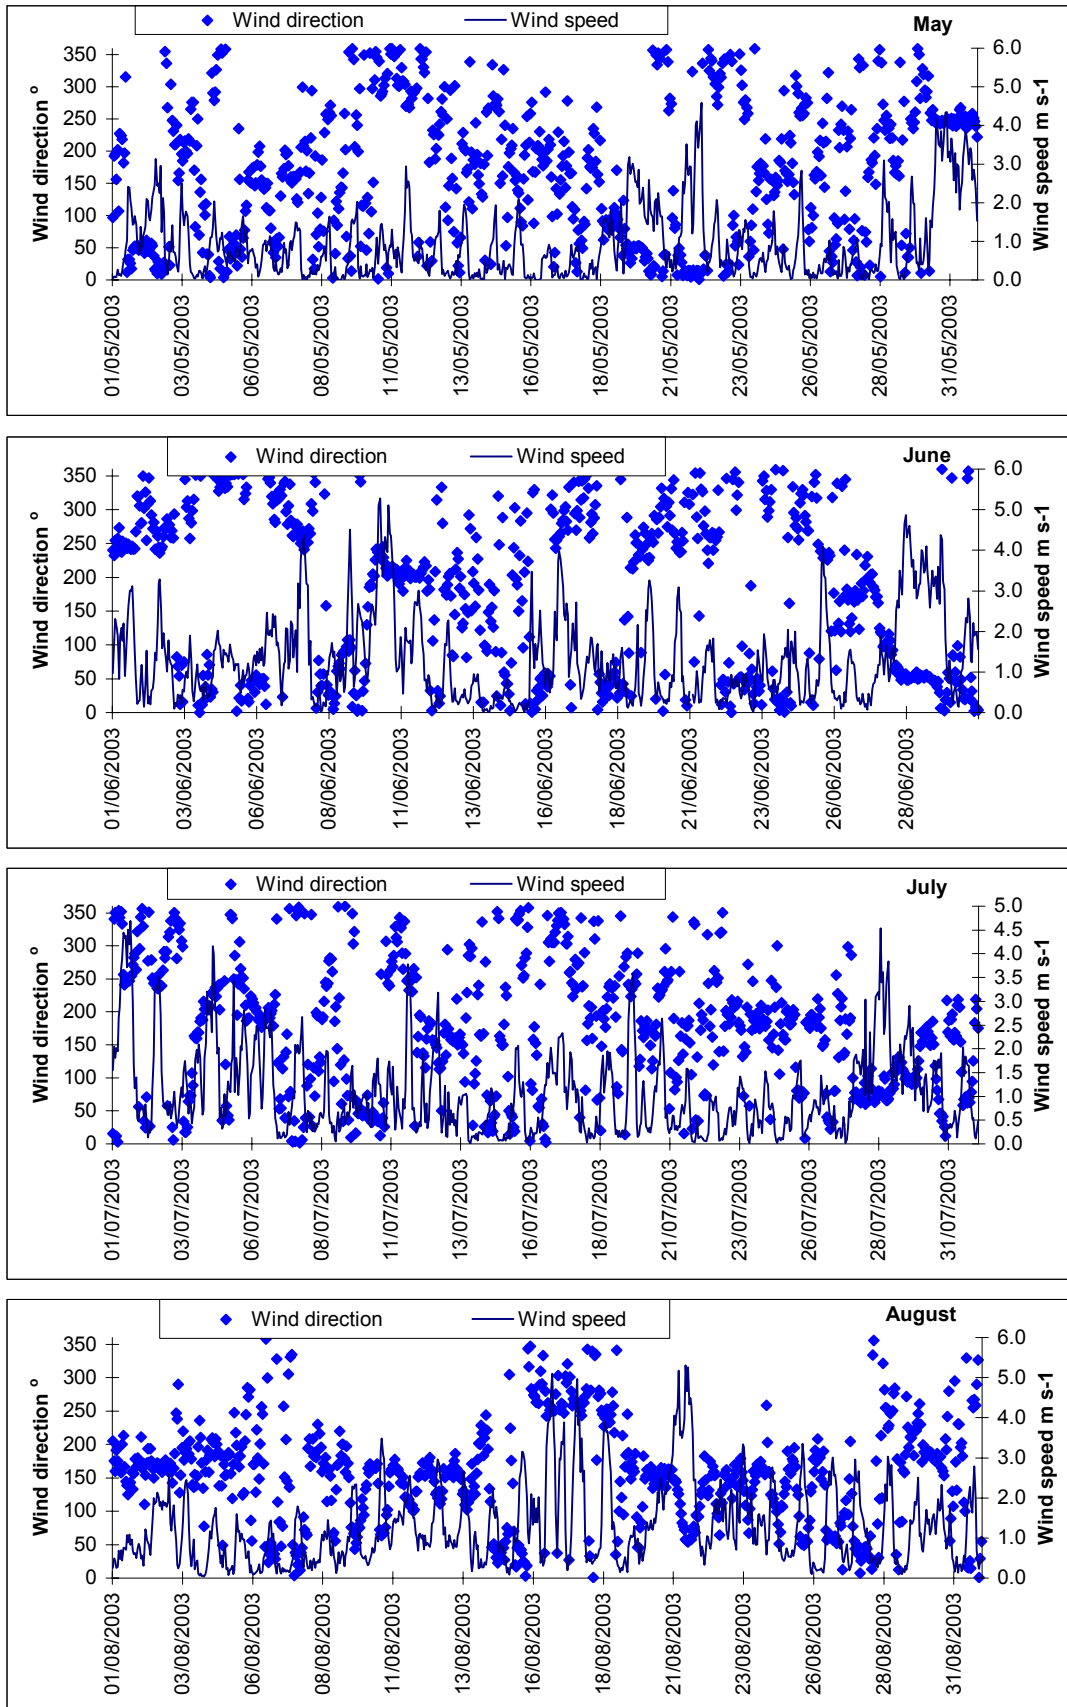 Wind direction Wind speed May
350 300 250 200 150 100 50 0
Wind direction °
6.0 5.0 4.0 3.0 2.0 1.0 0.0
Wind speed m s-1
01/05/2003 03/05/2003 06/05/2003 08/05/2003 11/05/2003 13/05/2003 16/05/2003 18/05/2003 21/05/2003 23/05/2003 26/05/2003 28/05/2003 31/05/2003
Wind direction Wind speed June
350 300 250 200 150 100 50 0
Wind direction °
6.0 5.0 4.0 3.0 2.0 1.0 0.0
Wind speed m s-1
01/06/2003 03/06/2003 06/06/2003 08/06/2003 11/06/2003 13/06/2003 16/06/2003 18/06/2003 21/06/2003 23/06/2003 26/06/2003 28/06/2003
Wind direction Wind speed July
350 300 250 200 150 100 50 0
Wind direction °
5.0 4.5 4.0 3.5 3.0 2.5 2.0 1.5 1.0 0.5 0.0
Wind speed m s-1
01/07/2003 03/07/2003 06/07/2003 08/07/2003 11/07/2003 13/07/2003 16/07/2003 18/07/2003 21/07/2003 23/07/2003 26/07/2003 28/07/2003 31/07/2003
Wind direction Wind speed August
350 300 250 200 150 100 50 0
Wind direction °
6.0 5.0 4.0 3.0 2.0 1.0 0.0
Wind speed m s-1
01/08/2003 03/08/2003 06/08/2003 08/08/2003 11/08/2003 13/08/2003 16/08/2003 18/08/2003 21/08/2003 23/08/2003 26/08/2003 28/08/2003 31/08/2003